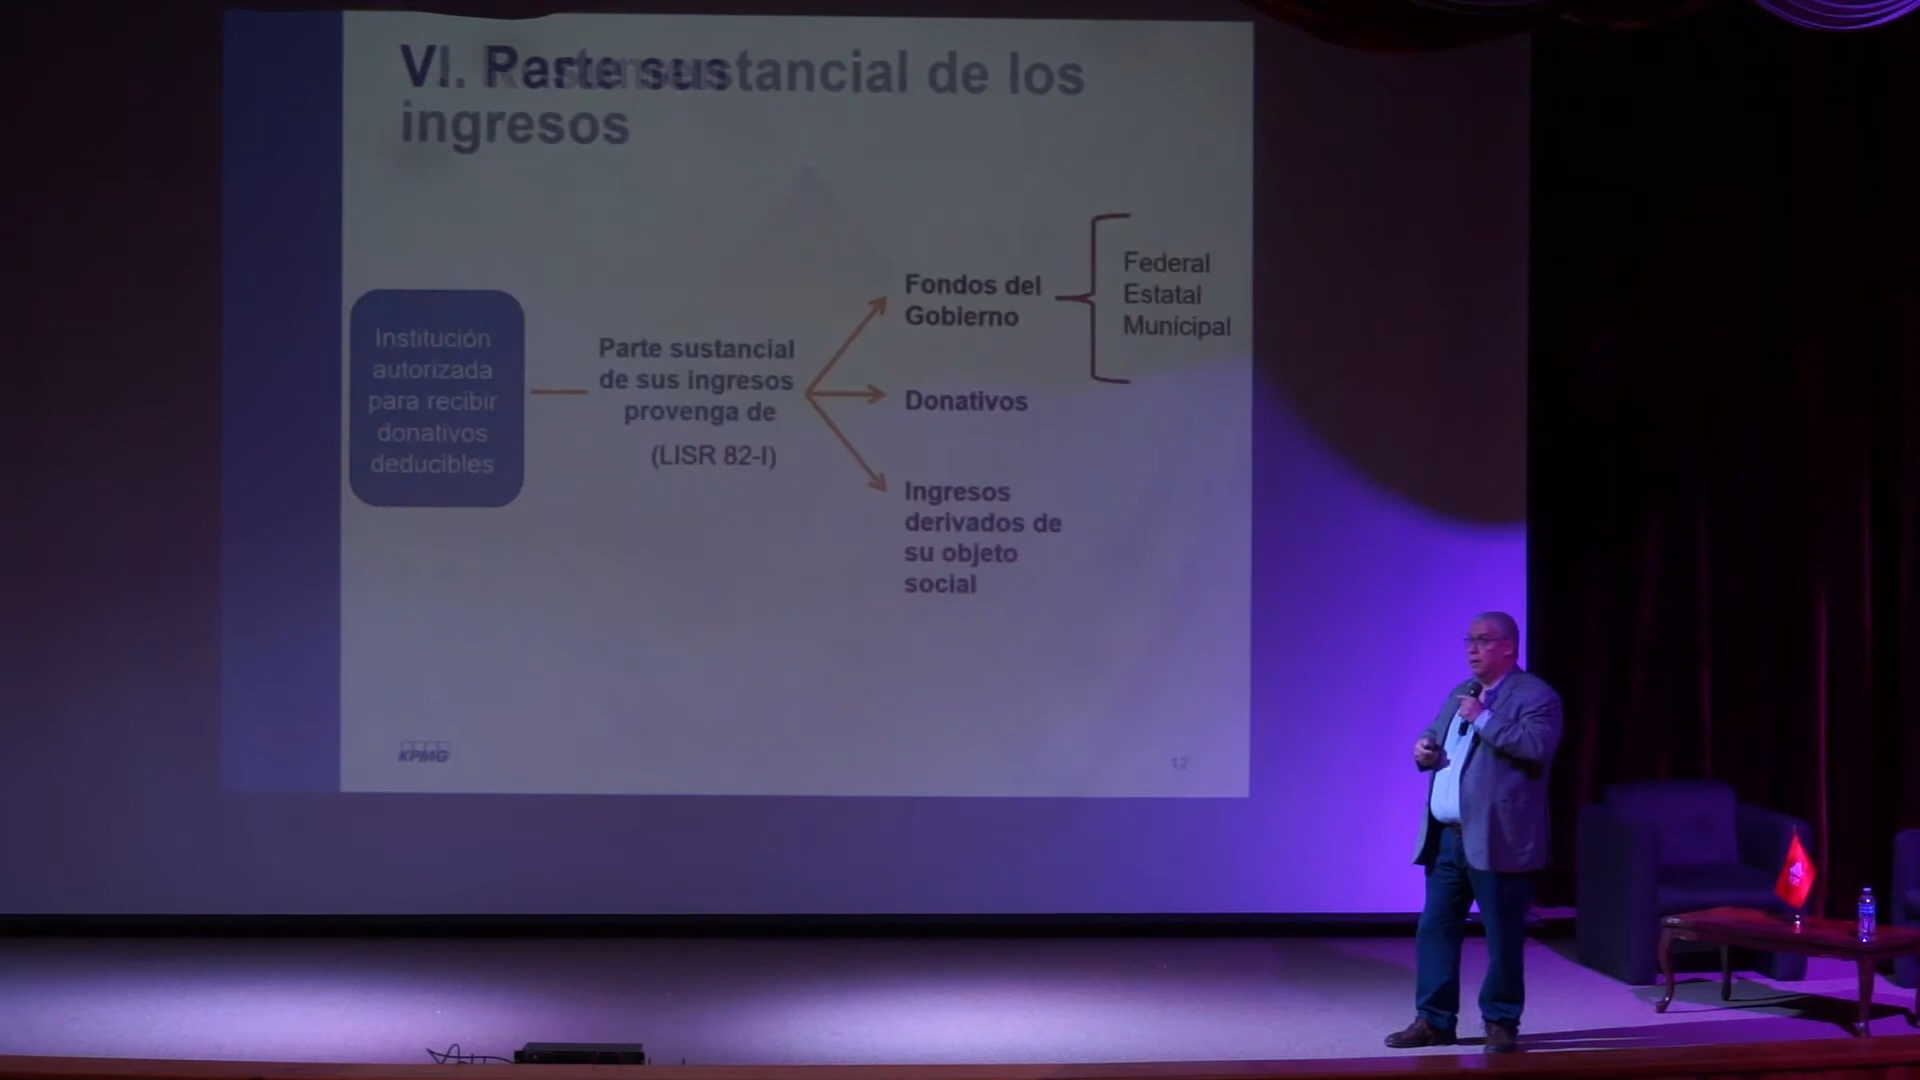 VI. Parte sustancial de los
ingresos
Institución
autorizada
para recibir
donativos
deducibles
Parte sustancial
de sus ingresos
provenga de
(LISR 82-I)
Fondos del
Gobierno
Federal
Estatal
Municipal
Donativos
Ingresos
derivados de
su objeto
social
KPMG
12